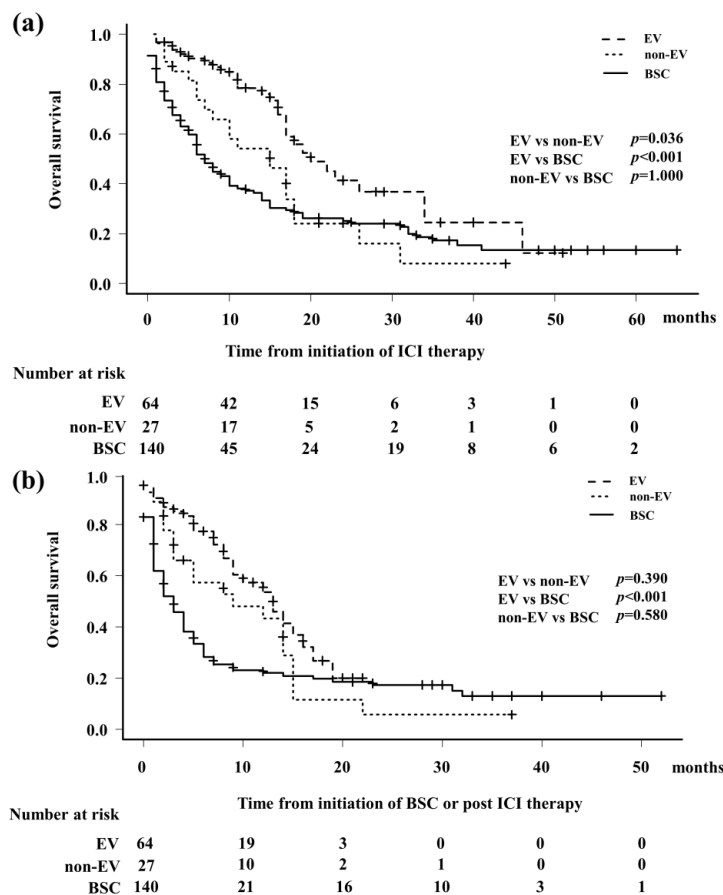 (a)
1.0
0.8
0.6
0.4
0.2
0.0
Overall survival
EV
non-EV
BSC
EV vs non-EV p=0.036
EV vs BSC p<0.001
non-EV vs BSC p=1.000
0 10 20 30 40 50 60 months
Time from initiation of ICI therapy
Number at risk
EV 64 42 15 6 3 1 0
non-EV 27 17 5 2 1 0 0
BSC 140 45 24 19 8 6 2
(b)
1.0
0.8
0.6
0.4
0.2
0.0
Overall survival
EV
non-EV
BSC
EV vs non-EV p=0.390
EV vs BSC p<0.001
non-EV vs BSC p=0.580
0 10 20 30 40 50 months
Time from initiation of BSC or post ICI therapy
Number at risk
EV 64 19 3 0 0 0
non-EV 27 10 2 1 0 0
BSC 140 21 16 10 3 1